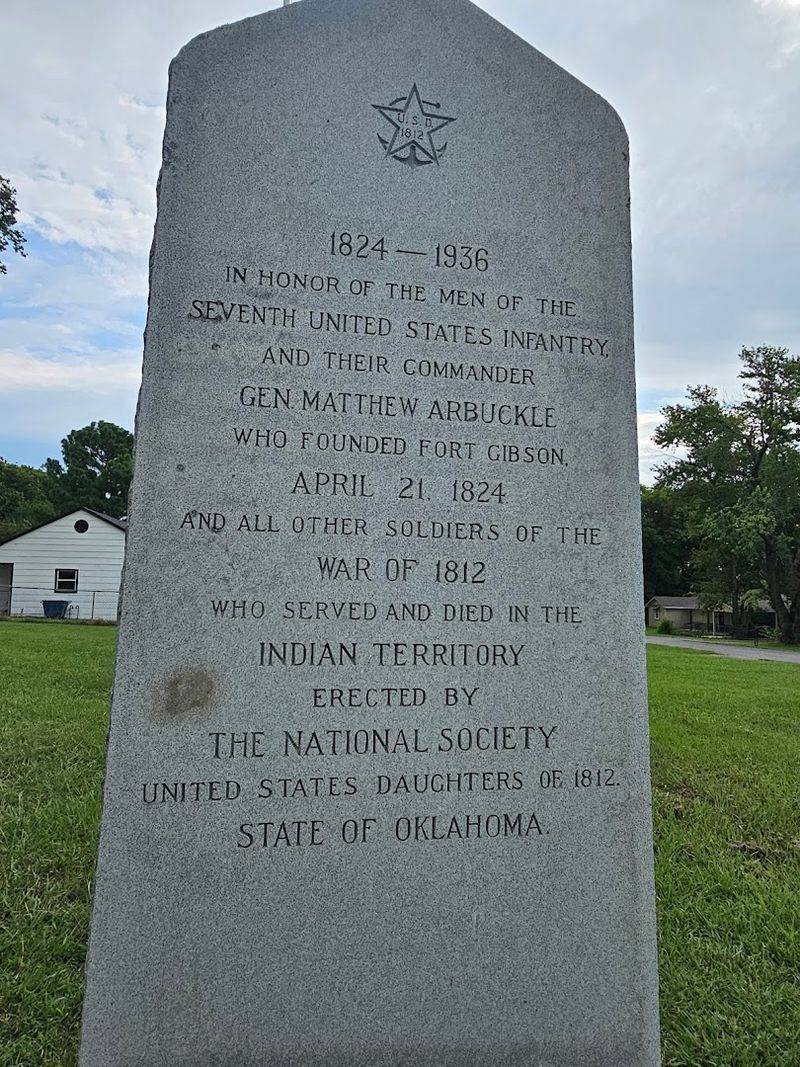 U.S.D.
1812
1824 — 1936
IN HONOR OF THE MEN OF THE
SEVENTH UNITED STATES INFANTRY,
AND THEIR COMMANDER
GEN. MATTHEW ARBUCKLE
WHO FOUNDED FORT GIBSON,
APRIL 21, 1824
AND ALL OTHER SOLDIERS OF THE
WAR OF 1812
WHO SERVED AND DIED IN THE
INDIAN TERRITORY
ERECTED BY
THE NATIONAL SOCIETY
UNITED STATES DAUGHTERS OF 1812.
STATE OF OKLAHOMA.